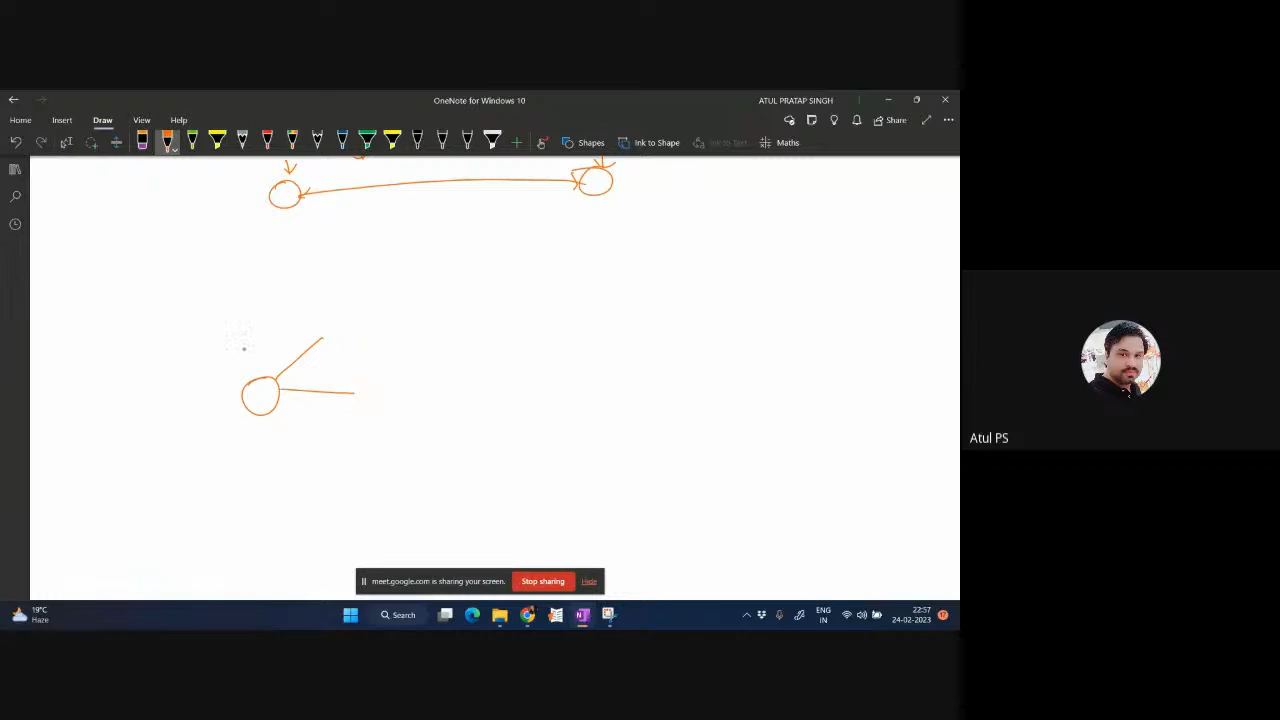 OneNote for Windows 10
ATUL PRATAP SINGH
Home Insert Draw View Help
Share
Shapes Ink to Shape Ink to Text Maths
Atul PS
meet.google.com is sharing your screen. Stop sharing Hide
19°C
Haze
Search
ENG
IN
22:57
24-02-2023